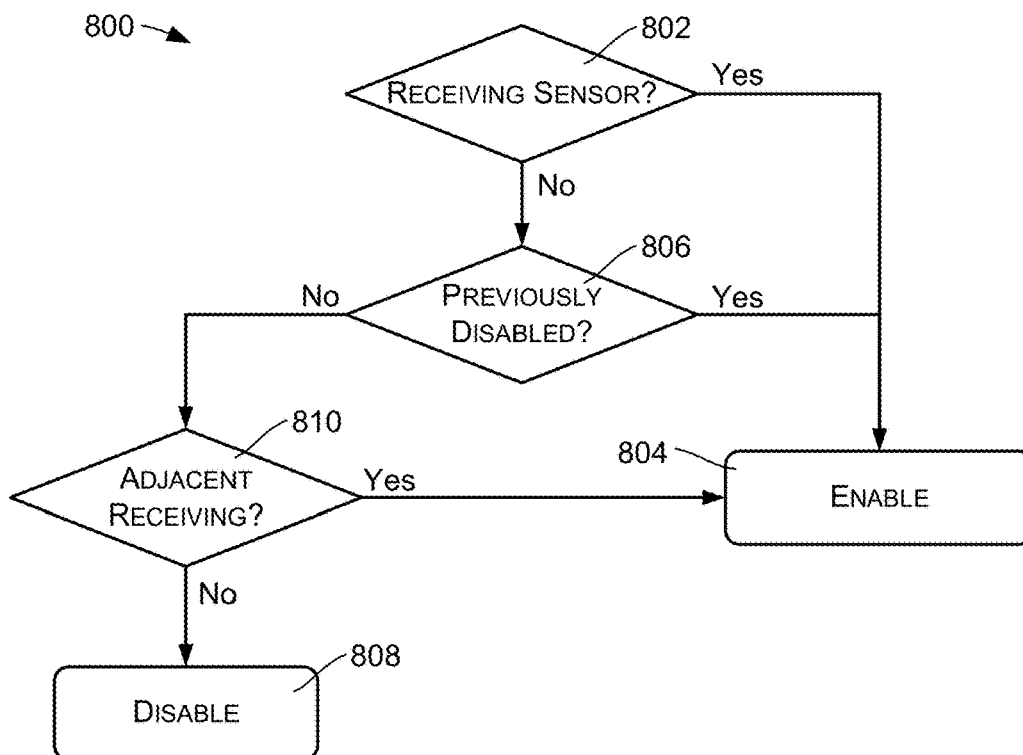 800
802
RECEIVING SENSOR?
Yes
No
806
PREVIOUSLY
DISABLED?
No
Yes
810
ADJACENT
RECEIVING?
Yes
804
ENABLE
No
808
DISABLE